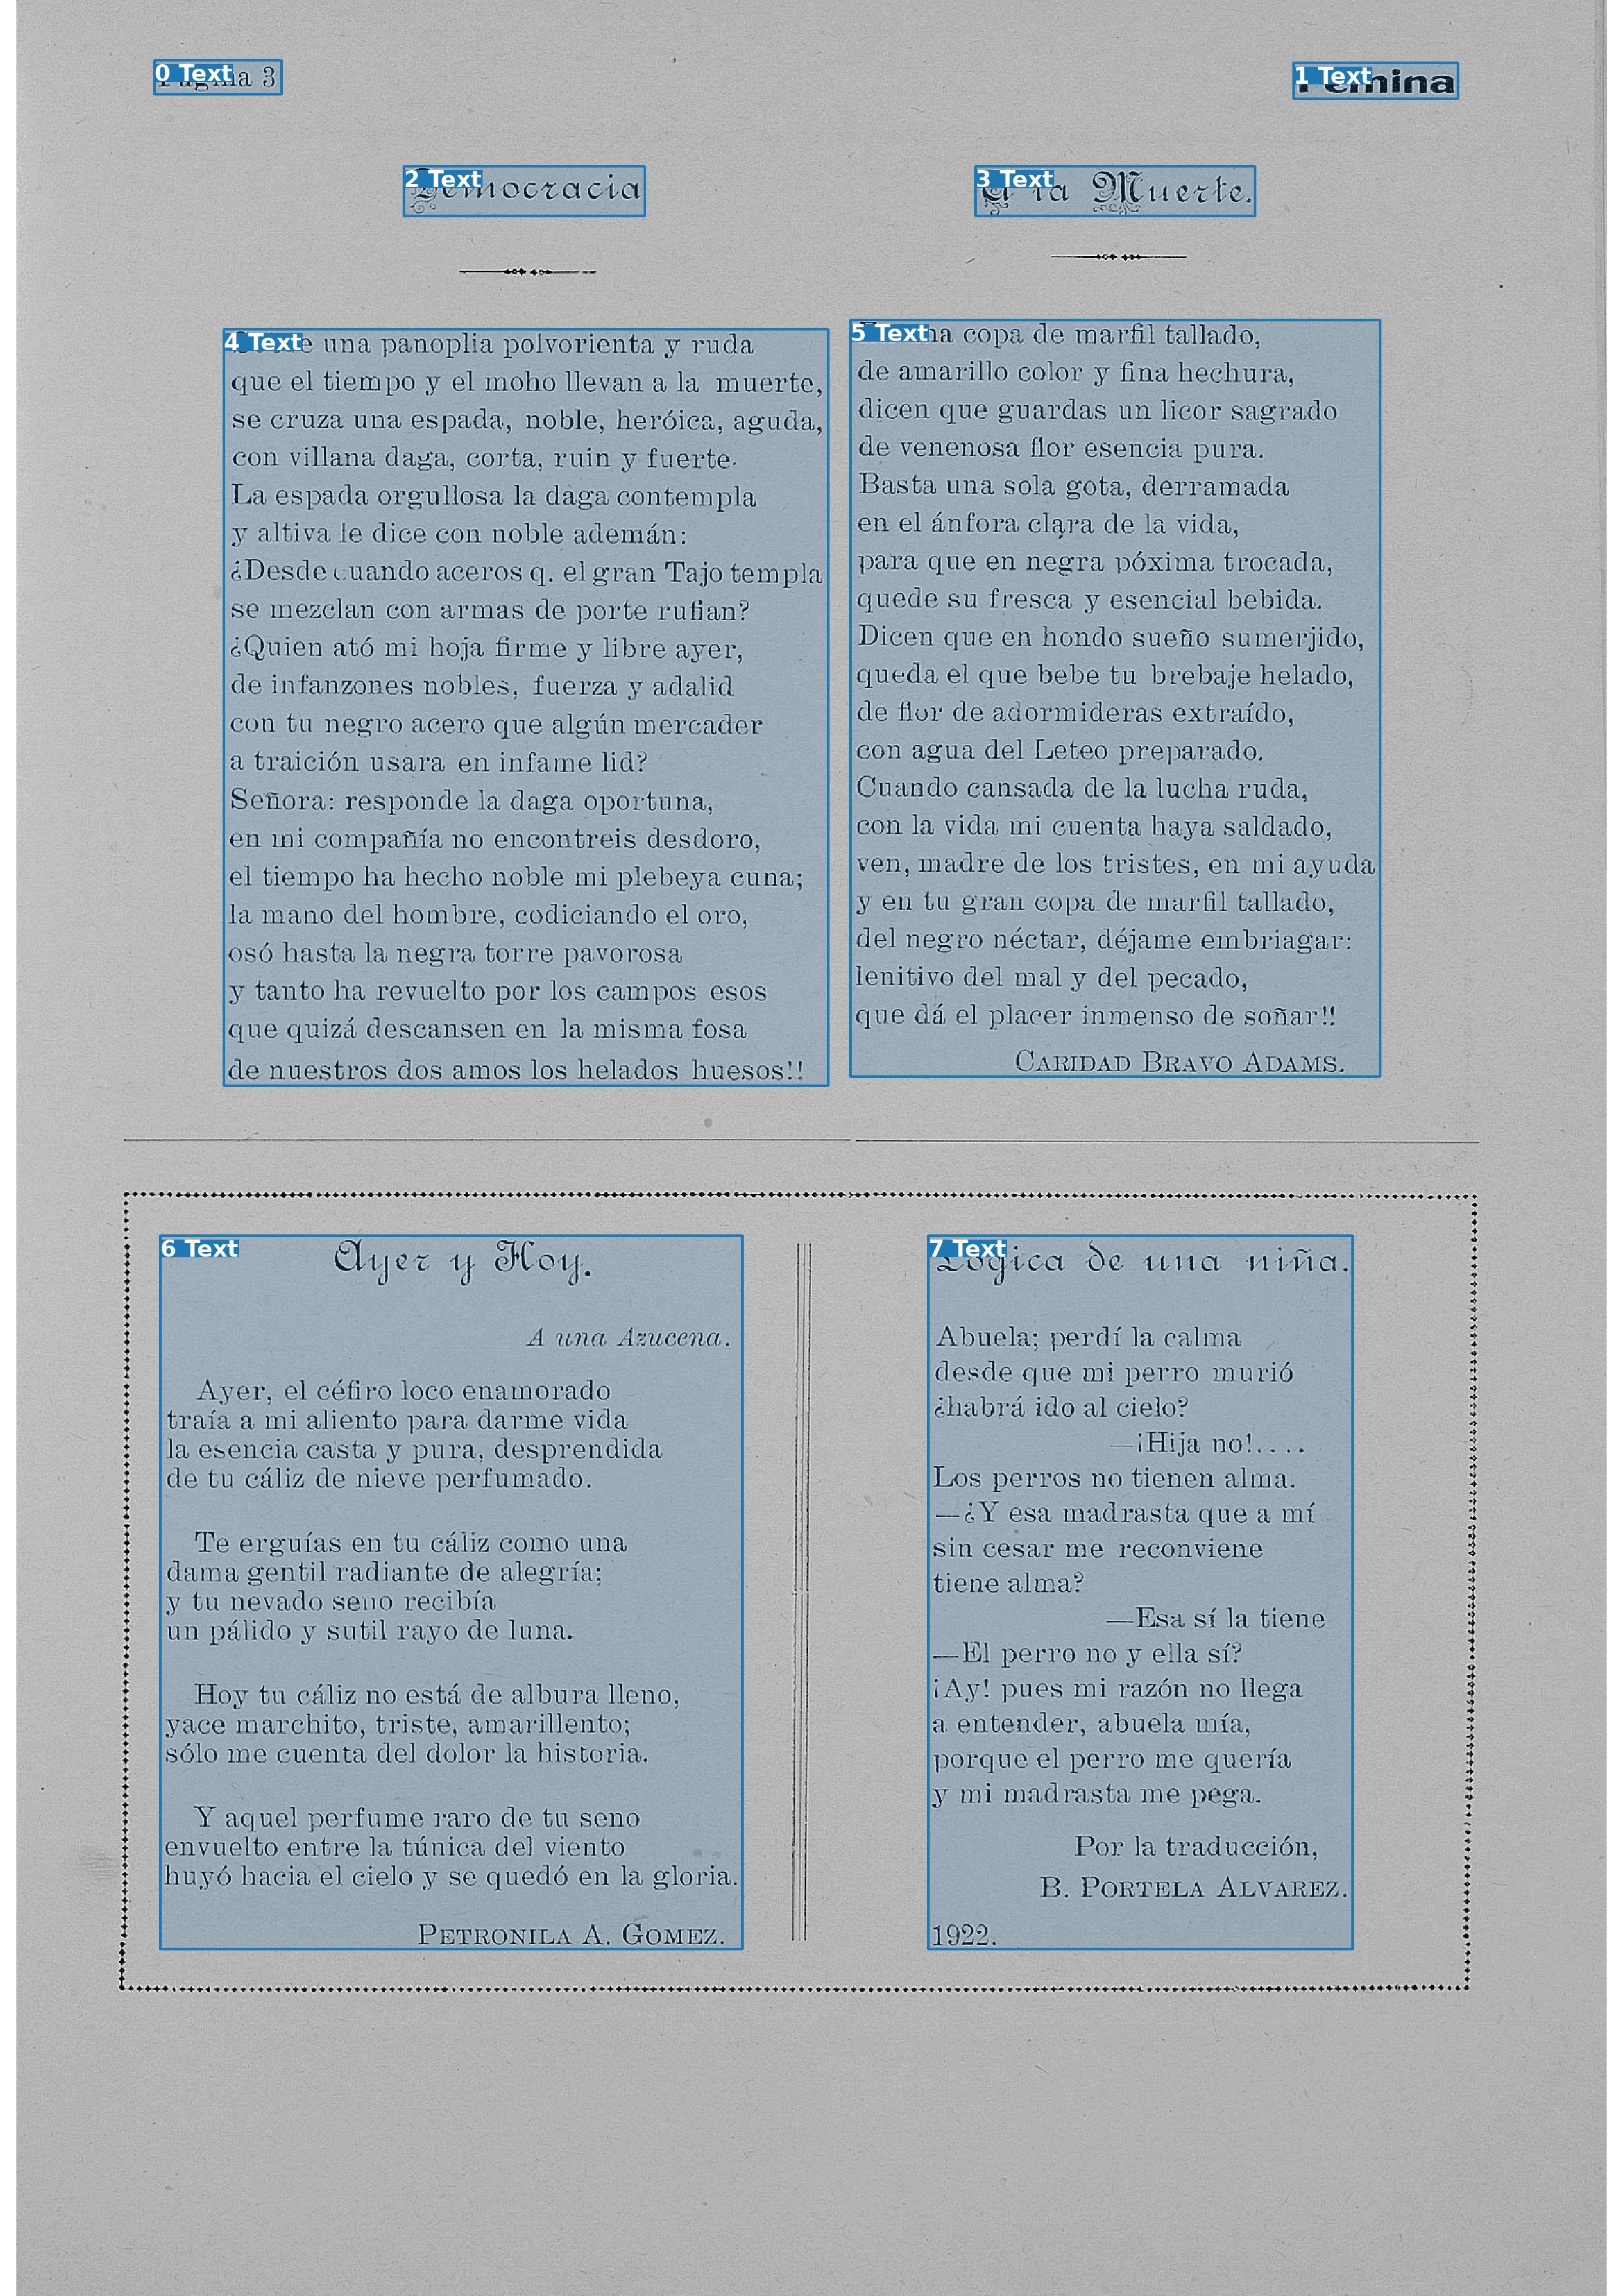 0 Text Página 3
1 Text Femina
2 Text Democracia
4 Text una panoplia polvorienta y ruda
que el tiempo y el moho llevan a la muerte,
se cruza una espada, noble, heróica, aguda,
con villana daga, corta, ruin y fuerte.
La espada orgullosa la daga contempla
y altiva le dice con noble ademán:
¿Desde cuando aceros q. el gran Tajo templa
se mezclan con armas de porte rufian?
¿Quien ató mi hoja firme y libre ayer,
de infanzones nobles, fuerza y adalid
con tu negro acero que algún mercader
a traición usara en infame lid?
Señora: responde la daga oportuna,
en mi compañía no encontreis desdoro,
el tiempo ha hecho noble mi plebeya cuna;
la mano del hombre, codiciando el oro,
osó hasta la negra torre pavorosa
y tanto ha revuelto por los campos esos
que quizá descansen en la misma fosa
de nuestros dos amos los helados huesos!!
3 Text A la Muerte.
5 Text copa de marfil tallado,
de amarillo color y fina hechura,
dicen que guardas un licor sagrado
de venenosa flor esencia pura.
Basta una sola gota, derramada
en el ánfora clara de la vida,
para que en negra póxima trocada,
quede su fresca y esencial bebida.
Dicen que en hondo sueño sumerjido,
queda el que bebe tu brebaje helado,
de flor de adormideras extraído,
con agua del Leteo preparado.
Cuando cansada de la lucha ruda,
con la vida mi cuenta haya saldado,
ven, madre de los tristes, en mi ayuda
y en tu gran copa de marfil tallado,
del negro néctar, déjame embriagar:
lenitivo del mal y del pecado,
que dá el placer inmenso de soñar!!
CARIDAD BRAVO ADAMS.
6 Text Ayer y Hoy.
A una Azucena.
Ayer, el céfiro loco enamorado
traía a mi aliento para darme vida
la esencia casta y pura, desprendida
de tu cáliz de nieve perfumado.
Te erguías en tu cáliz como una
dama gentil radiante de alegría;
y tu nevado seno recibía
un pálido y sutil rayo de luna.
Hoy tu cáliz no está de albura lleno,
yace marchito, triste, amarillento;
sólo me cuenta del dolor la historia.
Y aquel perfume raro de tu seno
envuelto entre la túnica del viento
huyó hacia el cielo y se quedó en la gloria.
PETRONILA A. GOMEZ.
7 Text Lógica de una niña.
Abuela; perdí la calma
desde que mi perro murió
¿habrá ido al cielo?
—¡Hija no!....
Los perros no tienen alma.
—¿Y esa madrasta que a mí
sin cesar me reconviene
tiene alma?
—Esa sí la tiene
—El perro no y ella sí?
¡Ay! pues mi razón no llega
a entender, abuela mía,
porque el perro me quería
y mi madrasta me pega.
Por la traducción,
B. PORTELA ALVAREZ.
1922.